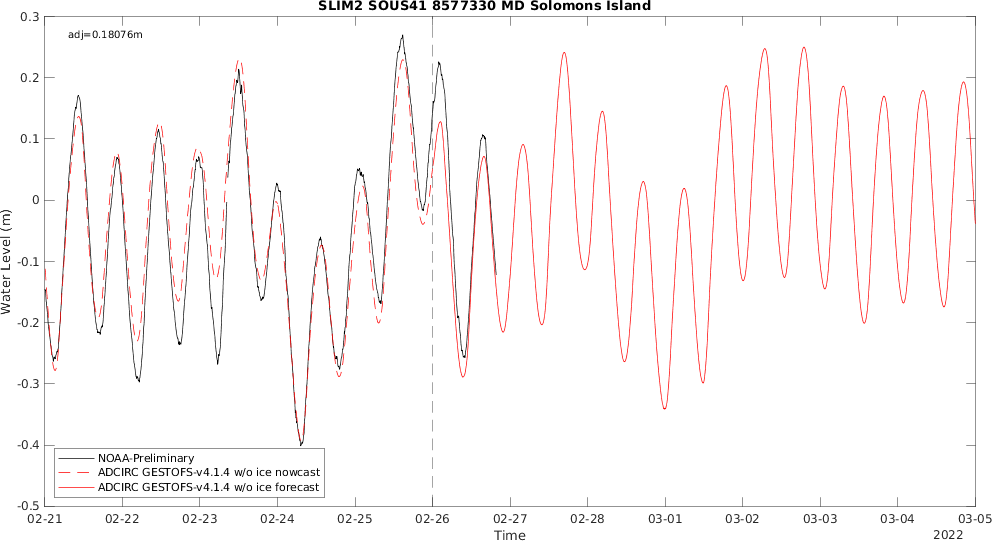 SLIM2 SOUS41 8577330 MD Solomons Island
adj=0.18076m
0.3
0.2
0.1
0
-0.1
-0.2
-0.3
-0.4
-0.5
Water Level (m)
NOAA-Preliminary
ADCIRC GESTOFS-v4.1.4 w/o ice nowcast
ADCIRC GESTOFS-v4.1.4 w/o ice forecast
02-21 02-22 02-23 02-24 02-25 02-26 02-27 02-28 03-01 03-02 03-03 03-04 03-05
Time
2022